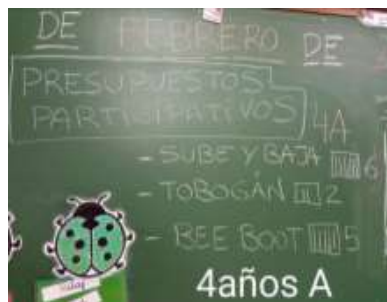 DE FEBRERO DE
PRESUPUESTOS
PARTICIPATIVOS 4A
- SUBE Y BAJA 6
- TOBOGÁN 2
- BEE BOOT 5
4años A